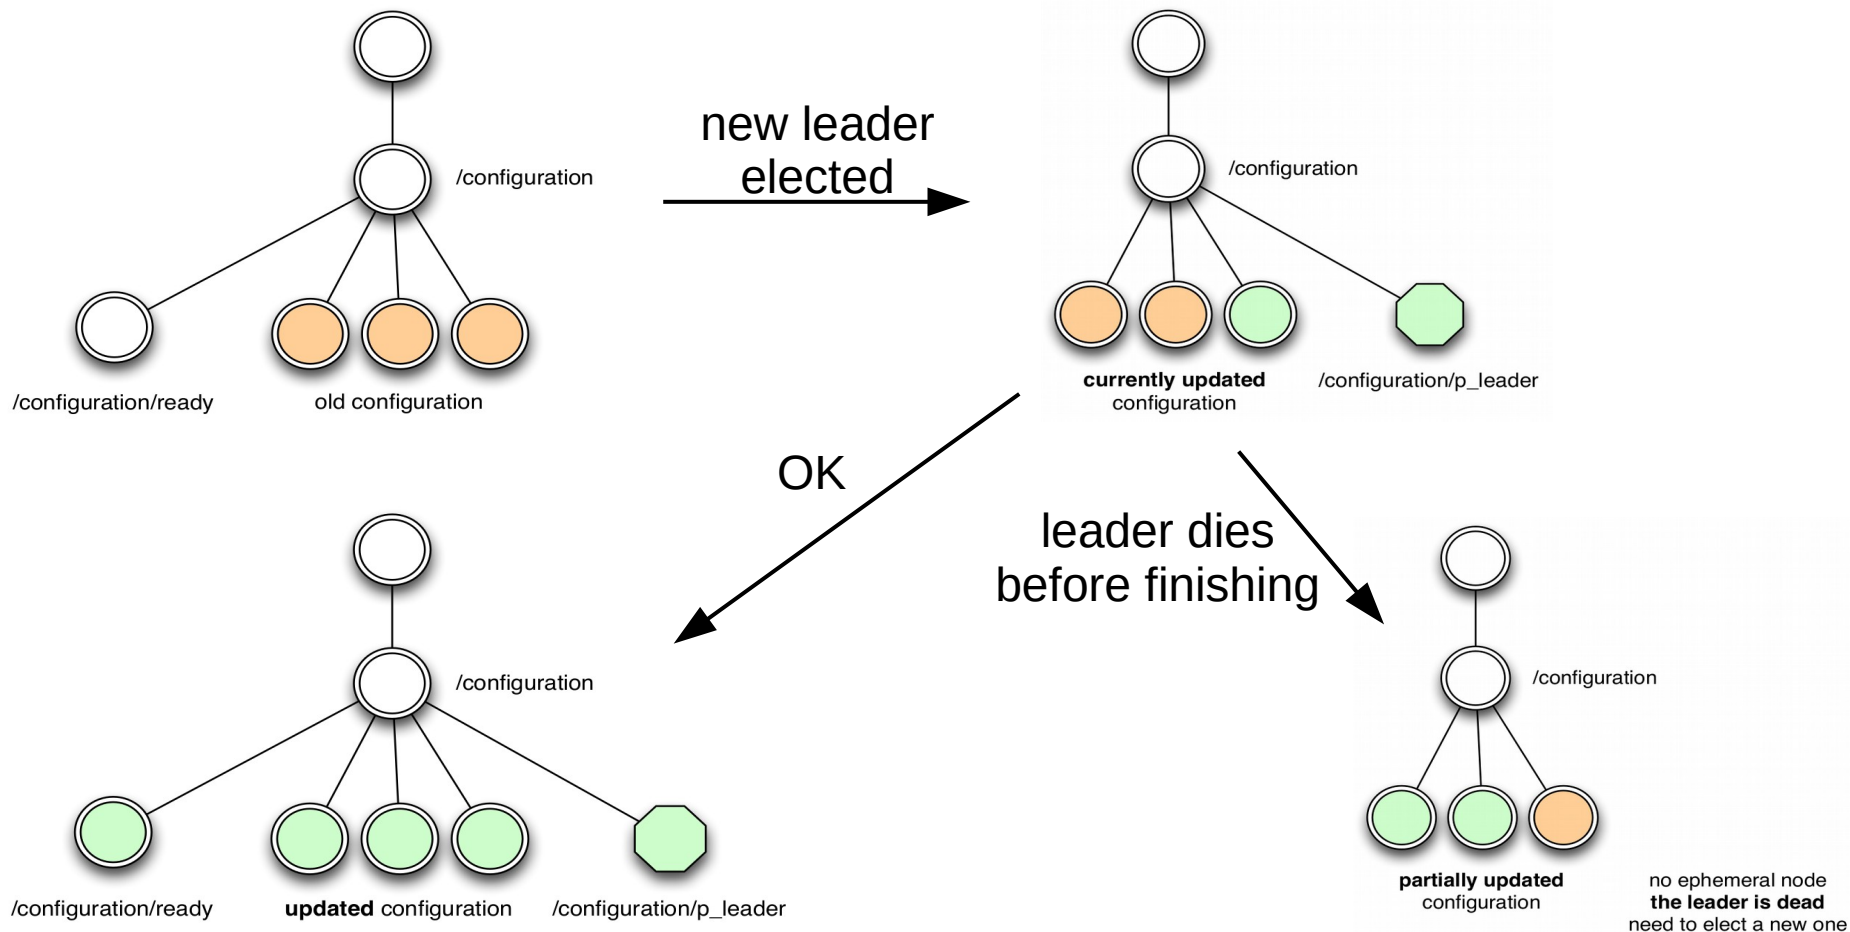 new leader
elected
/configuration
/configuration
/configuration/ready
old configuration
currently updated
configuration
/configuration/p_leader
OK
leader dies
before finishing
/configuration
/configuration
/configuration/ready
updated configuration
/configuration/p_leader
partially updated
configuration
no ephemeral node
the leader is dead
need to elect a new one